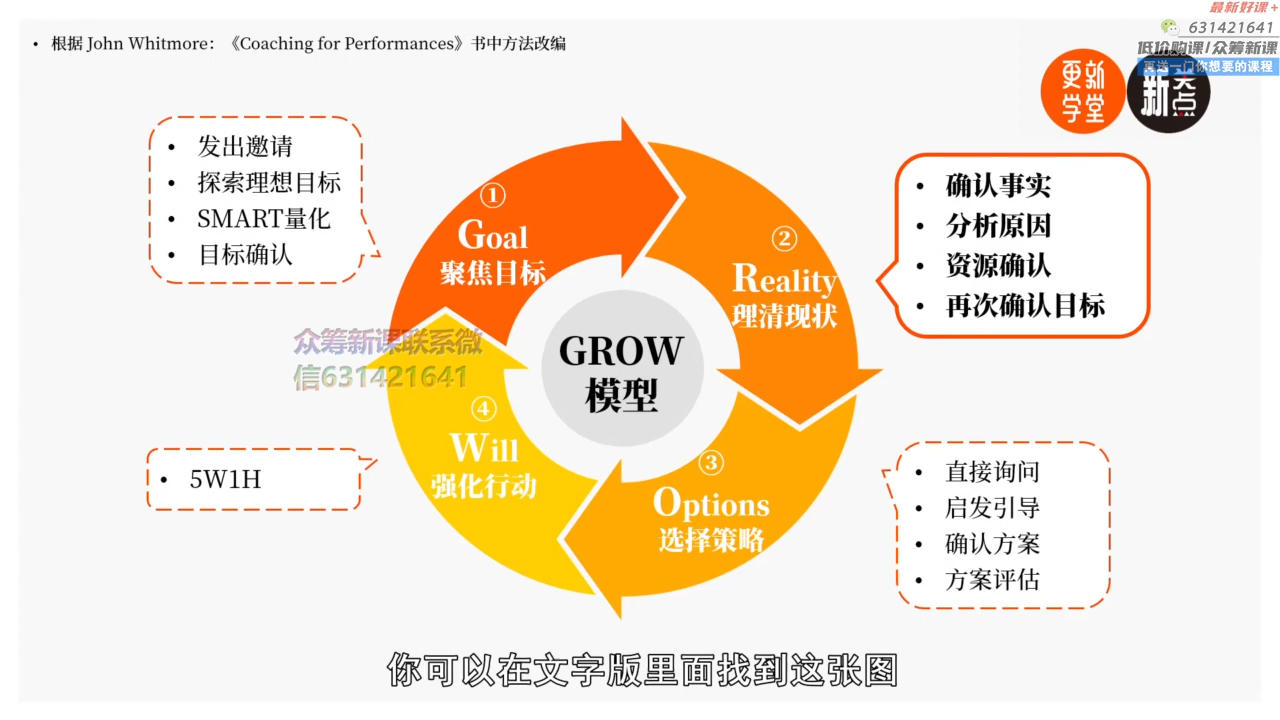 最新好课+
631421641
低价购课/众筹新课
再送一门你想要的课程
• 根据 John Whitmore：《Coaching for Performances》书中方法改编
更新
学堂
新
点
• 发出邀请
• 探索理想目标
• SMART量化
• 目标确认
①
Goal
聚焦目标
②
Reality
理清现状
• 确认事实
• 分析原因
• 资源确认
• 再次确认目标
GROW
模型
众筹新课联系微
信631421641
④
Will
强化行动
• 5W1H
③
Options
选择策略
• 直接询问
• 启发引导
• 确认方案
• 方案评估
你可以在文字版里面找到这张图